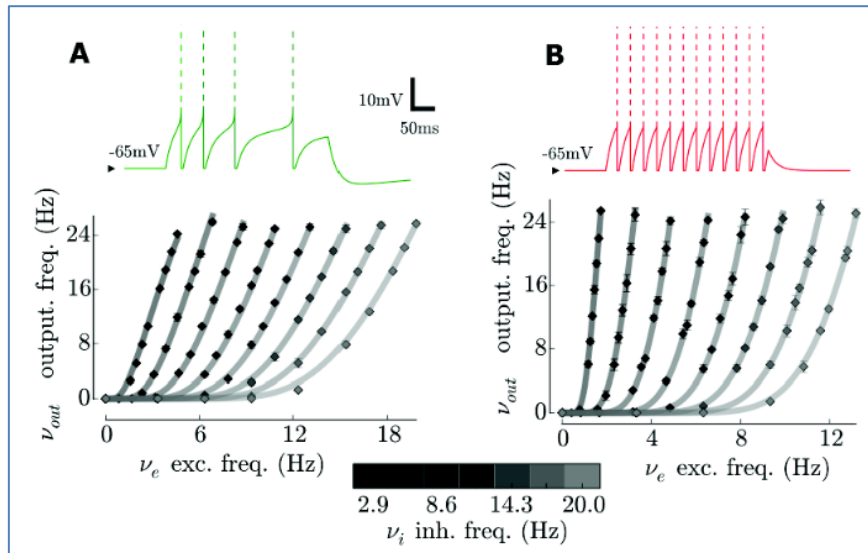 A
-65mV
10mV
50ms
B
-65mV
ν_out output. freq. (Hz)
24
16
8
0
0 6 12 18
ν_e exc. freq. (Hz)
ν_out output. freq. (Hz)
24
16
8
0
0 4 8 12
ν_e exc. freq. (Hz)
2.9 8.6 14.3 20.0
ν_i inh. freq. (Hz)